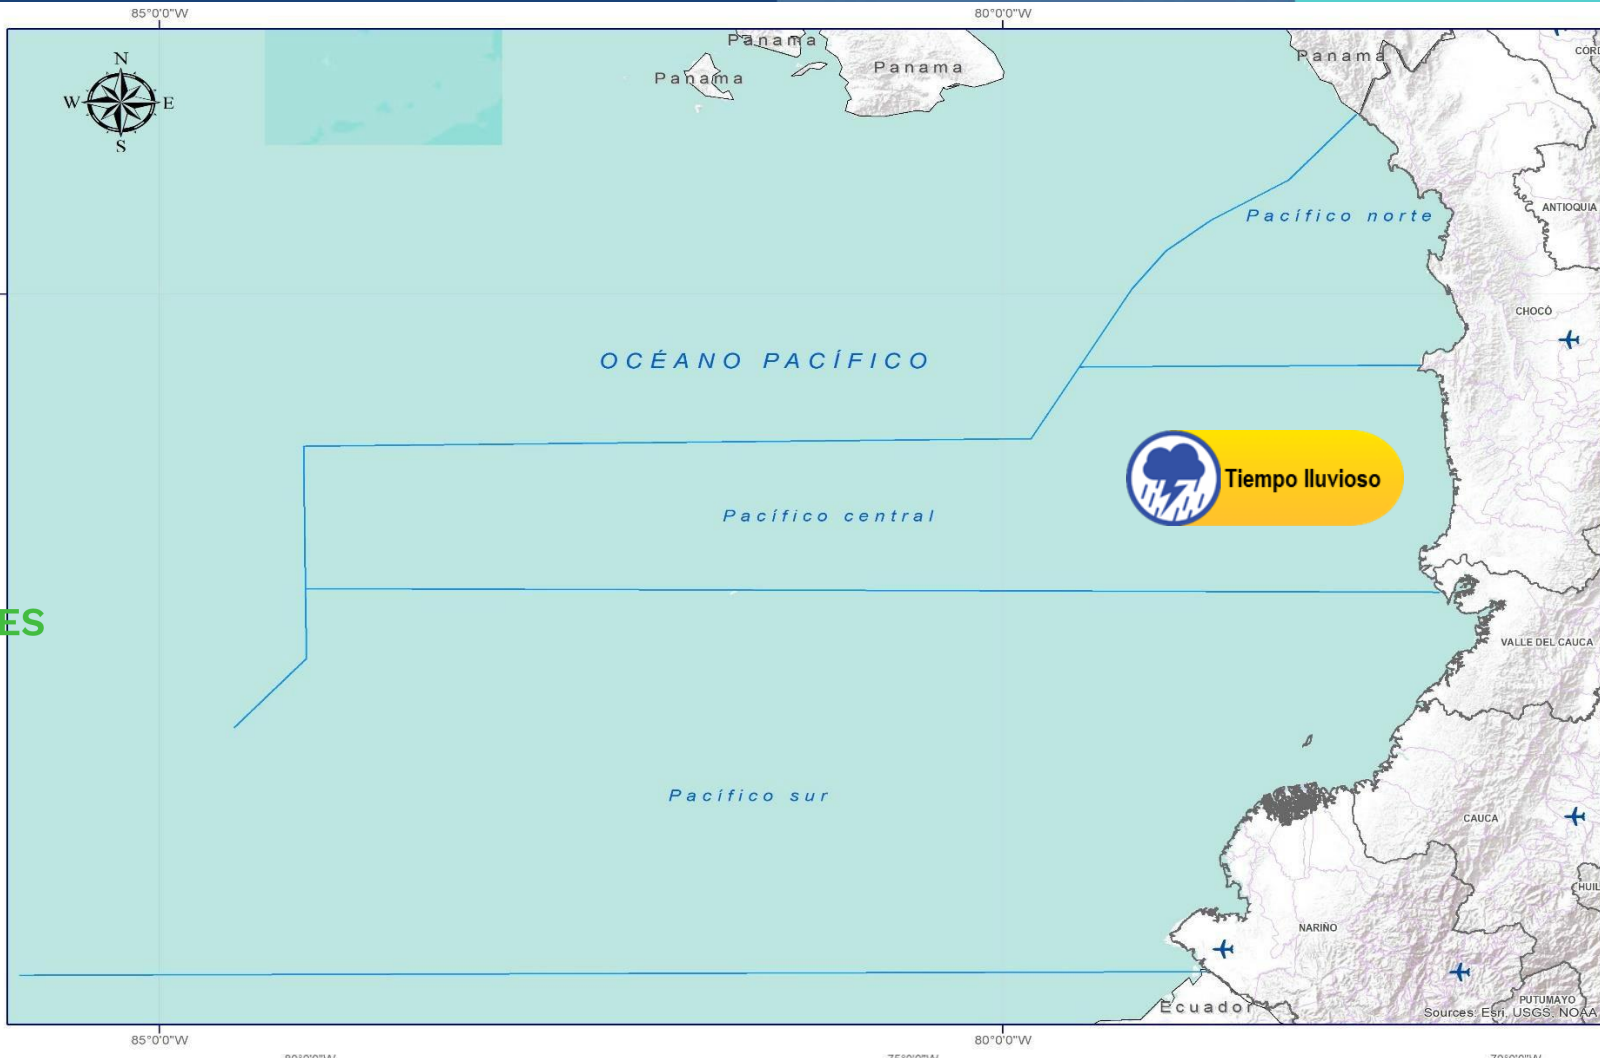 85°0'0"W
80°0'0"W
N
W
E
S
Panama
Panama
Panama
Panama
ANTIOQUIA
Pacífico norte
CHOCÓ
OCÉANO PACÍFICO
Tiempo lluvioso
Pacífico central
ES
VALLE DEL CAUCA
Pacífico sur
CAUCA
HUIL
NARIÑO
PUTUMAYO
Ecuador
Sources: Esri, USGS, NOAA
85°0'0"W
80°0'0"W